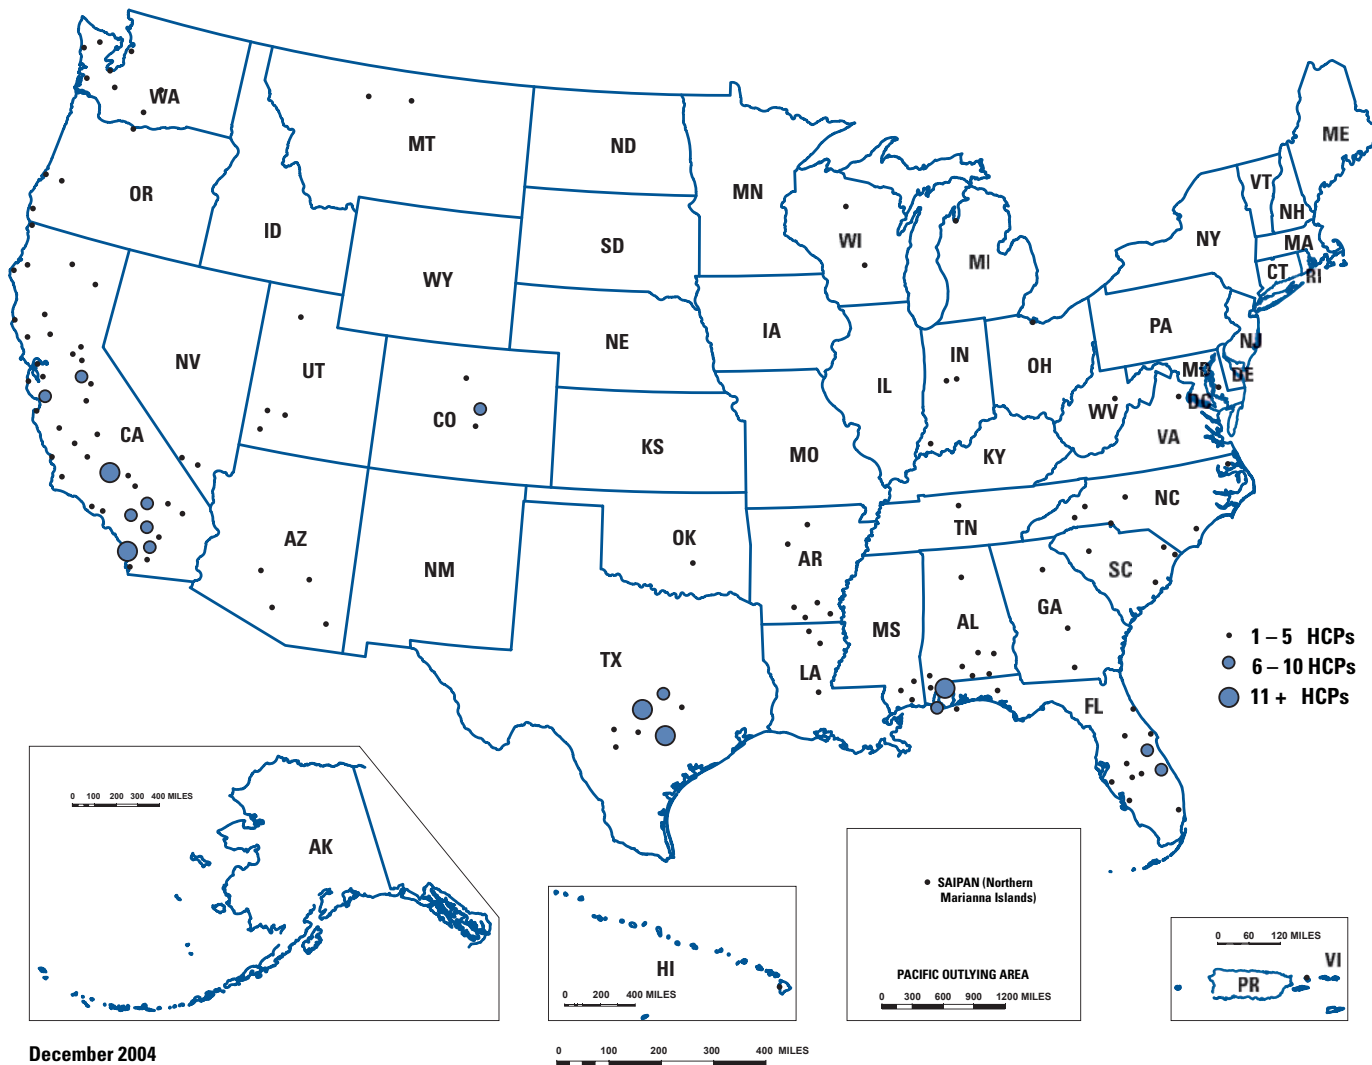 WA
MT
ND
MN
ME
VT
NH
NY
MA
CT
RI
OR
ID
SD
WI
MI
WY
NE
IA
PA
NJ
NV
UT
CO
IL
IN
OH
MD
DE
DC
WV
VA
CA
KS
MO
KY
NC
AZ
NM
OK
AR
TN
SC
GA
AL
MS
LA
TX
FL
1 – 5 HCPs
6 – 10 HCPs
11 + HCPs
0 100 200 300 400 MILES
AK
HI
0 200 400 MILES
SAIPAN (Northern
Marianna Islands)
PACIFIC OUTLYING AREA
0 300 600 900 1200 MILES
0 60 120 MILES
VI
PR
December 2004
0 100 200 300 400 MILES